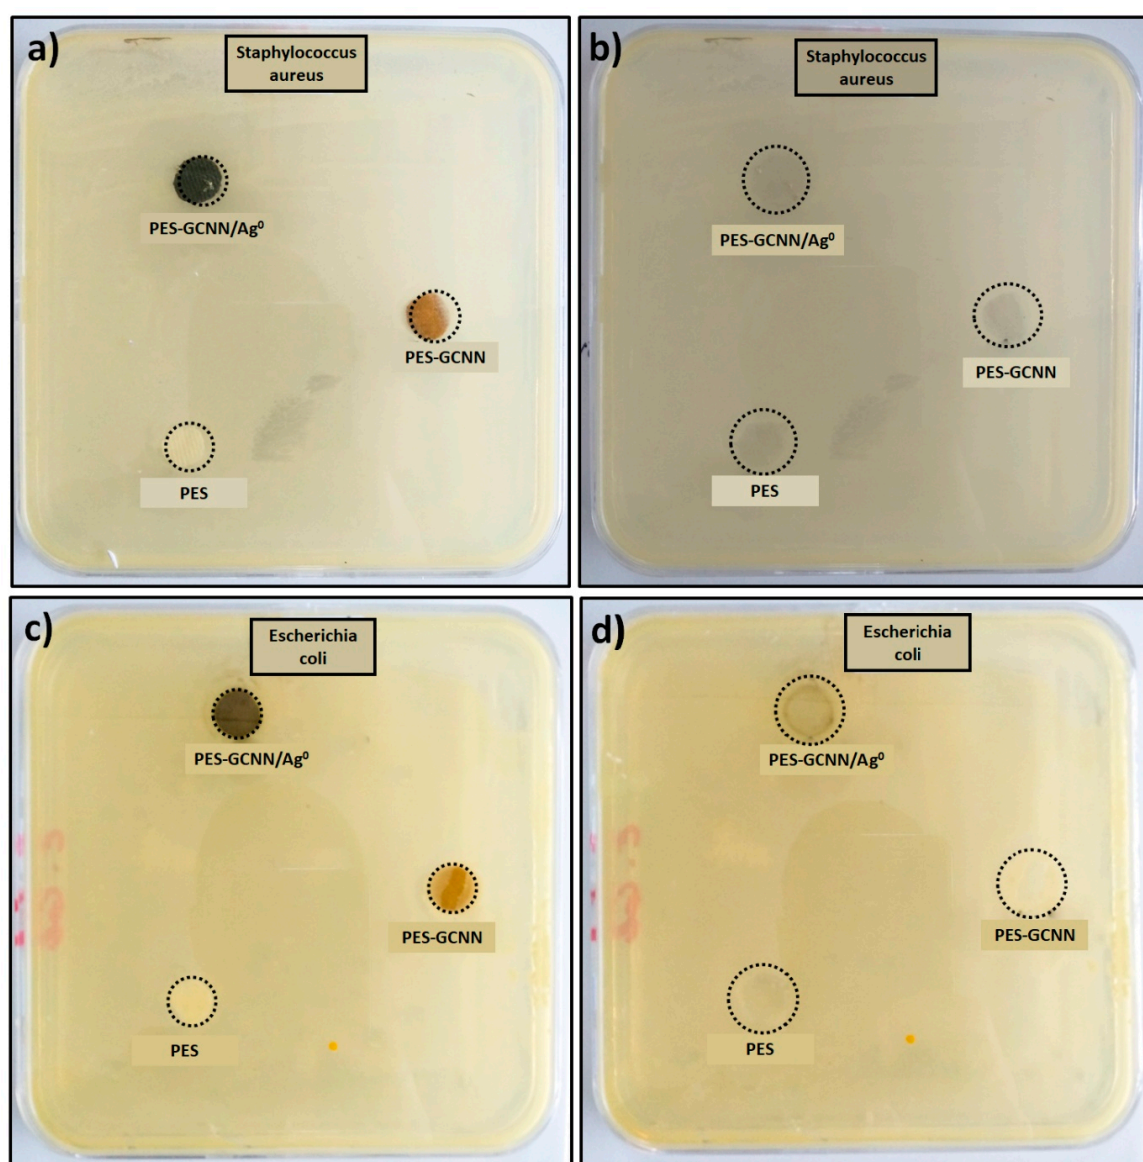 a)
Staphylococcus
aureus
PES-GCNN/Ag⁰
PES-GCNN
PES
b)
Staphylococcus
aureus
PES-GCNN/Ag⁰
PES-GCNN
PES
c)
Escherichia
coli
PES-GCNN/Ag⁰
PES-GCNN
PES
d)
Escherichia
coli
PES-GCNN/Ag⁰
PES-GCNN
PES